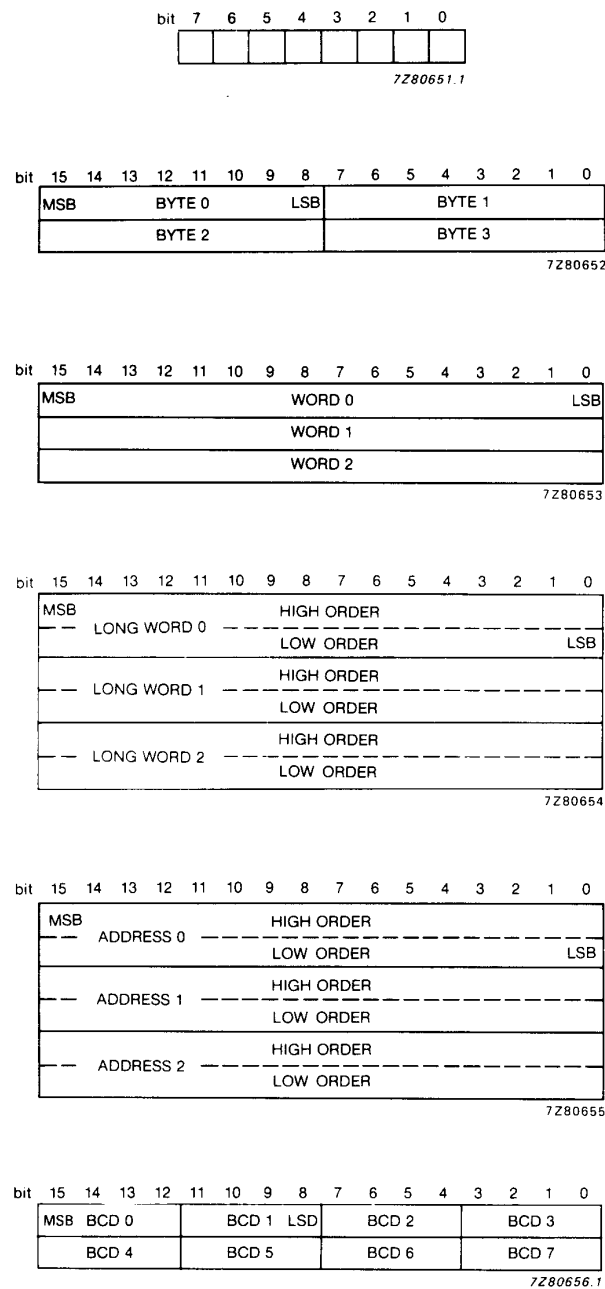 bit 7 6 5 4 3 2 1 0
7Z80651.1
bit 15 14 13 12 11 10 9 8 7 6 5 4 3 2 1 0
MSB BYTE 0 LSB BYTE 1
BYTE 2 BYTE 3
7Z80652
bit 15 14 13 12 11 10 9 8 7 6 5 4 3 2 1 0
MSB WORD 0 LSB
WORD 1
WORD 2
7Z80653
bit 15 14 13 12 11 10 9 8 7 6 5 4 3 2 1 0
MSB HIGH ORDER
LONG WORD 0
LOW ORDER LSB
HIGH ORDER
LONG WORD 1
LOW ORDER
HIGH ORDER
LONG WORD 2
LOW ORDER
7Z80654
bit 15 14 13 12 11 10 9 8 7 6 5 4 3 2 1 0
MSB HIGH ORDER
ADDRESS 0
LOW ORDER LSB
HIGH ORDER
ADDRESS 1
LOW ORDER
HIGH ORDER
ADDRESS 2
LOW ORDER
7Z80655
bit 15 14 13 12 11 10 9 8 7 6 5 4 3 2 1 0
MSB BCD 0 BCD 1 LSD BCD 2 BCD 3
BCD 4 BCD 5 BCD 6 BCD 7
7Z80656.1